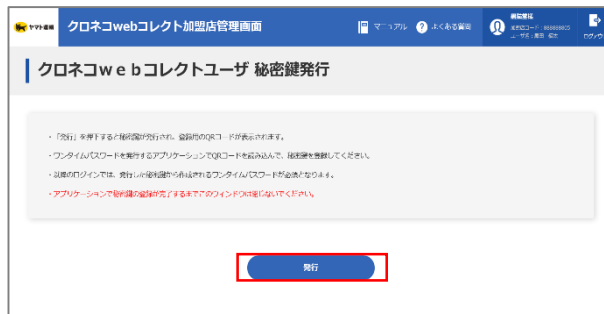 ヤマト運輸 クロネコwebコレクト加盟店管理画面 マニュアル よくある質問
ログアウ
クロネコｗｅｂコレクトユーザ 秘密鍵発行
・「発行」を押下すると秘密鍵が発行され、登録用のQRコードが表示されます。
・ワンタイムパスワードを発行するアプリケーションでQRコードを読み込んで、秘密鍵を登録してください。
・以降のログインでは、発行した秘密鍵から作成されるワンタイムパスワードが必須となります。
・アプリケーションで秘密鍵の登録が完了するまでこのウィンドウは閉じないでください。
発行